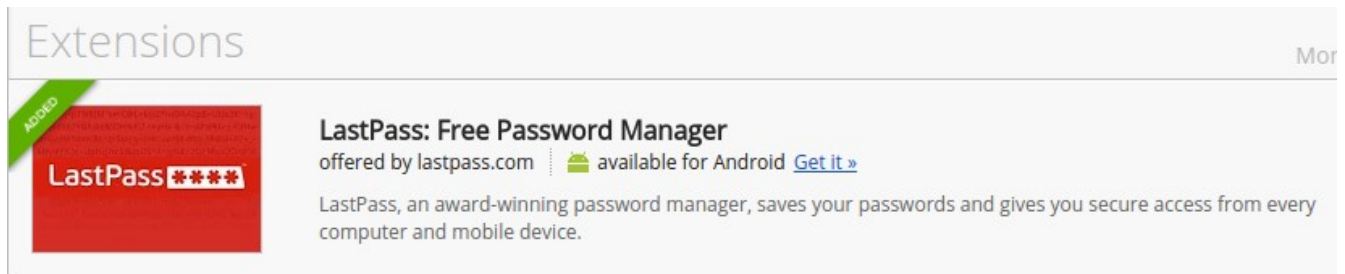 Extensions
Mor
ADDED
LastPass ****
LastPass: Free Password Manager
offered by lastpass.com available for Android Get it »
LastPass, an award-winning password manager, saves your passwords and gives you secure access from every
computer and mobile device.